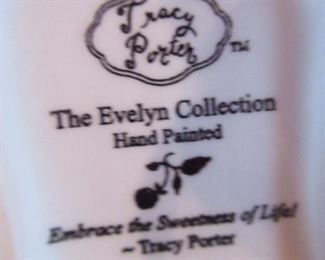 Tracy
Porter TM
The Evelyn Collection
Hand Painted
Embrace the Sweetness of Life!
~ Tracy Porter